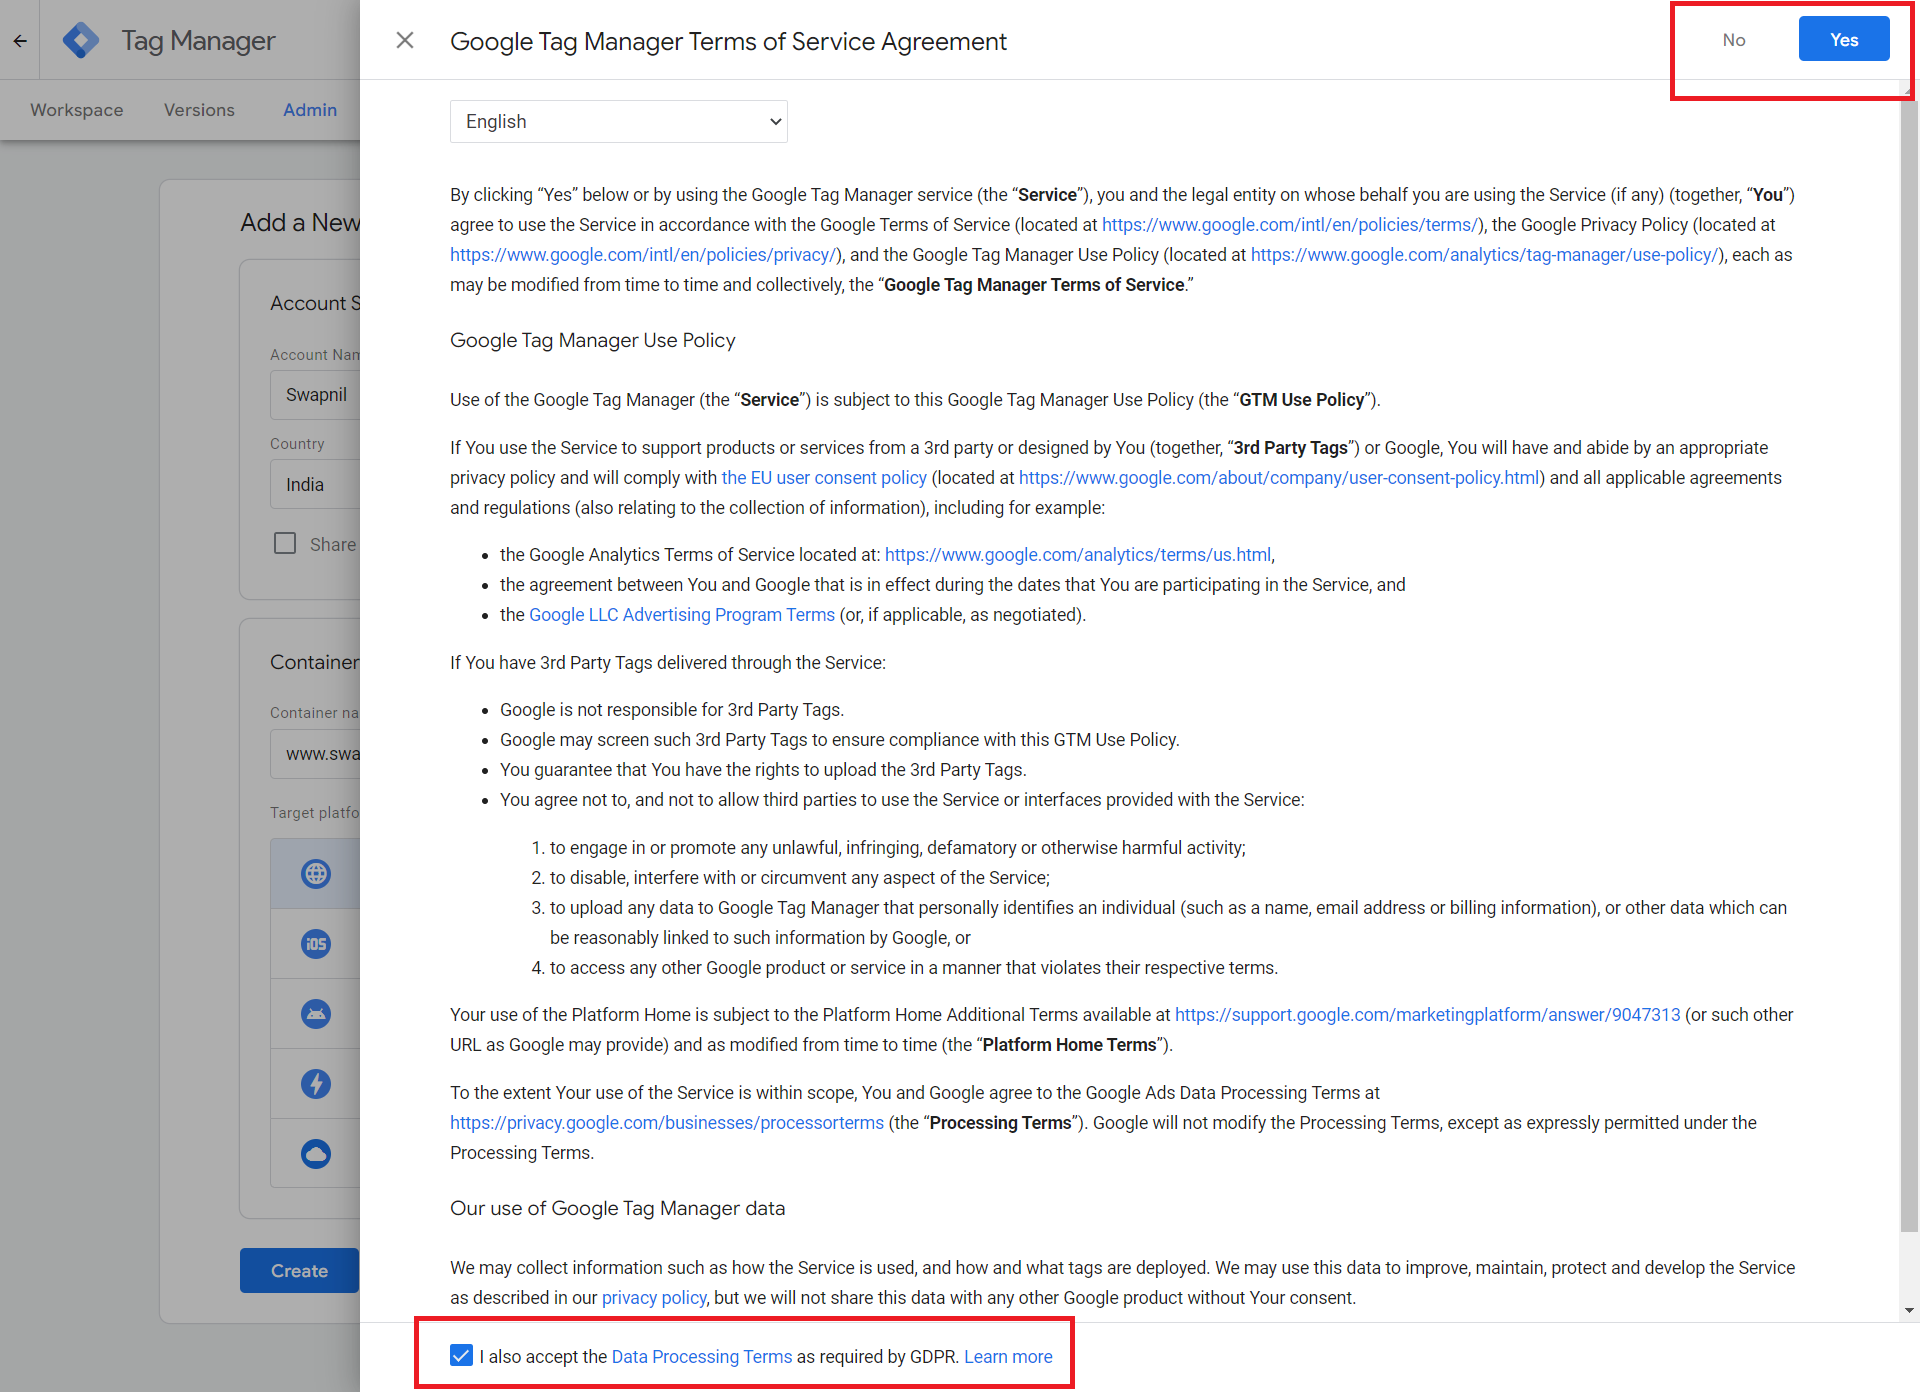 Tag Manager
Workspace Versions Admin
Add a New
Account S
Account Nam
Swapnil
Country
India
Share
Container
Container na
www.swa
Target platfo
iOS
Create
Google Tag Manager Terms of Service Agreement
No
Yes
English
By clicking “Yes” below or by using the Google Tag Manager service (the “Service”), you and the legal entity on whose behalf you are using the Service (if any) (together, “You”)
agree to use the Service in accordance with the Google Terms of Service (located at https://www.google.com/intl/en/policies/terms/), the Google Privacy Policy (located at
https://www.google.com/intl/en/policies/privacy/), and the Google Tag Manager Use Policy (located at https://www.google.com/analytics/tag-manager/use-policy/), each as
may be modified from time to time and collectively, the “Google Tag Manager Terms of Service.”
Google Tag Manager Use Policy
Use of the Google Tag Manager (the “Service”) is subject to this Google Tag Manager Use Policy (the “GTM Use Policy”).
If You use the Service to support products or services from a 3rd party or designed by You (together, “3rd Party Tags”) or Google, You will have and abide by an appropriate
privacy policy and will comply with the EU user consent policy (located at https://www.google.com/about/company/user-consent-policy.html) and all applicable agreements
and regulations (also relating to the collection of information), including for example:
• the Google Analytics Terms of Service located at: https://www.google.com/analytics/terms/us.html,
• the agreement between You and Google that is in effect during the dates that You are participating in the Service, and
• the Google LLC Advertising Program Terms (or, if applicable, as negotiated).
If You have 3rd Party Tags delivered through the Service:
• Google is not responsible for 3rd Party Tags.
• Google may screen such 3rd Party Tags to ensure compliance with this GTM Use Policy.
• You guarantee that You have the rights to upload the 3rd Party Tags.
• You agree not to, and not to allow third parties to use the Service or interfaces provided with the Service:
1. to engage in or promote any unlawful, infringing, defamatory or otherwise harmful activity;
2. to disable, interfere with or circumvent any aspect of the Service;
3. to upload any data to Google Tag Manager that personally identifies an individual (such as a name, email address or billing information), or other data which can
be reasonably linked to such information by Google, or
4. to access any other Google product or service in a manner that violates their respective terms.
Your use of the Platform Home is subject to the Platform Home Additional Terms available at https://support.google.com/marketingplatform/answer/9047313 (or such other
URL as Google may provide) and as modified from time to time (the “Platform Home Terms”).
To the extent Your use of the Service is within scope, You and Google agree to the Google Ads Data Processing Terms at
https://privacy.google.com/businesses/processorterms (the “Processing Terms”). Google will not modify the Processing Terms, except as expressly permitted under the
Processing Terms.
Our use of Google Tag Manager data
We may collect information such as how the Service is used, and how and what tags are deployed. We may use this data to improve, maintain, protect and develop the Service
as described in our privacy policy, but we will not share this data with any other Google product without Your consent.
I also accept the Data Processing Terms as required by GDPR. Learn more